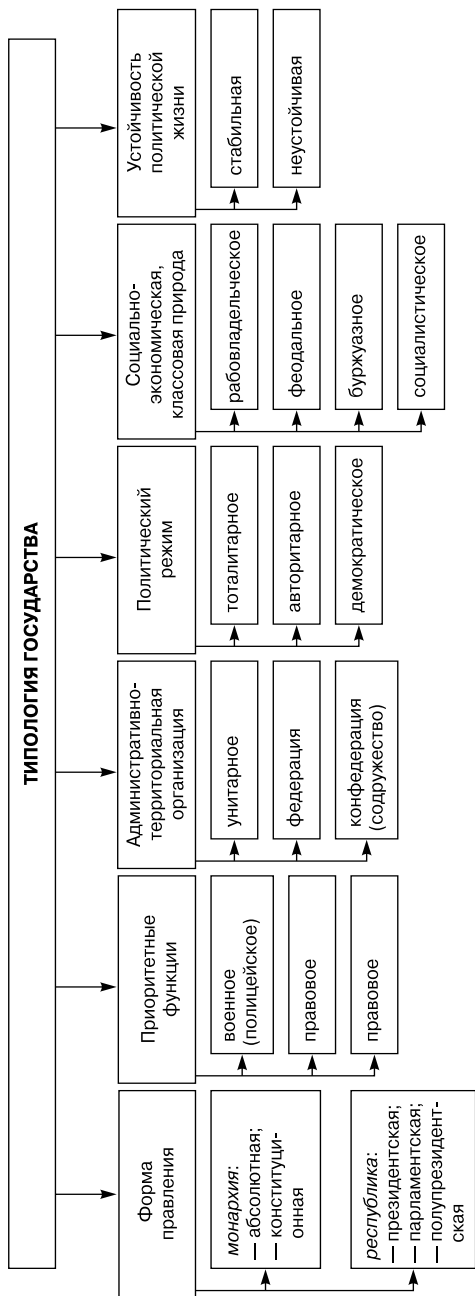 ТИПОЛОГИЯ ГОСУДАРСТВА
Форма
правления
монархия:
— абсолютная;
— конституци-
онная
республика:
— президентская;
— парламентская;
— полупрезидент-
ская
Приоритетные
функции
военное
(полицейское)
правовое
правовое
Административно-
территориальная
организация
унитарное
федерация
конфедерация
(содружество)
Политический
режим
тоталитарное
авторитарное
демократическое
Социально-
экономическая,
классовая природа
рабовладельческое
феодальное
буржуазное
социалистическое
Устойчивость
политической
жизни
стабильная
неустойчивая